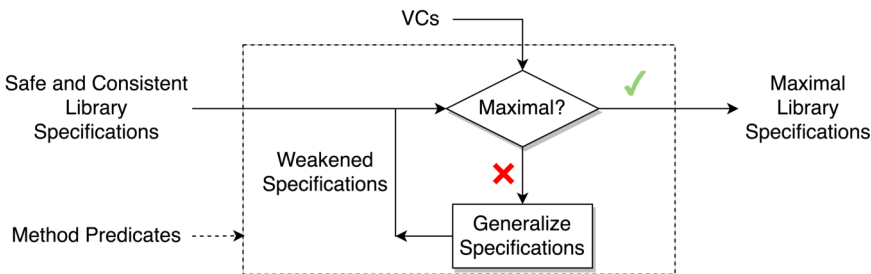 VCs
Safe and Consistent
Library
Specifications
Maximal?
Maximal
Library
Specifications
Weakened
Specifications
Generalize
Specifications
Method Predicates